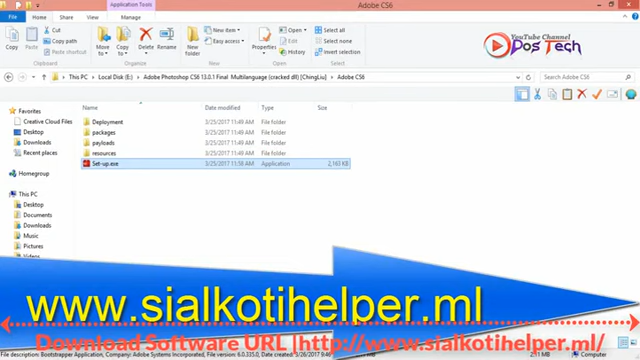 Application Tools
Adobe CS6
File
Home
Share
View
Manage
Copy
Paste
Cut
Copy path
Paste shortcut
Move to
Copy to
Delete
Rename
New folder
New item
Easy access
Properties
Open
Edit
History
Select all
Select none
Invert selection
YouTube Channel
Dos Tech
This PC
Local Disk (E:)
Adobe Photoshop CS6 13.0.1 Final Multilanguage (cracked dll) [ChingLiu]
Adobe CS6
Search Adobe CS6
Favorites
Creative Cloud Files
Desktop
Downloads
Recent places
Homegroup
This PC
Desktop
Documents
Downloads
Music
Pictures
Videos
Name
Date modified
Type
Size
Deployment
3/25/2017 11:49 AM
File folder
packages
3/25/2017 11:49 AM
File folder
payloads
3/25/2017 11:49 AM
File folder
resources
3/25/2017 11:49 AM
File folder
Set-up.exe
3/25/2017 11:50 AM
Application
2,163 KB
www.sialkotihelper.ml
Download Software URL |http://www.sialkotihelper.ml/
2.11 MB
Computer